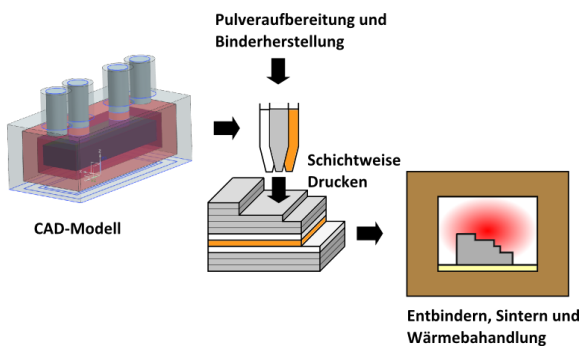 Pulveraufbereitung und
Binderherstellung
Schichtweise
Drucken
CAD-Modell
Entbindern, Sintern und
Wärmebahandlung